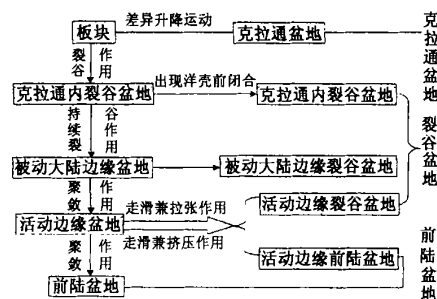 板块
差异升降运动
克拉通盆地
克拉通盆地
裂谷作用
克拉通内裂谷盆地
出现洋壳前闭合
克拉通内裂谷盆地
持续裂谷作用
裂谷盆地
被动大陆边缘盆地
被动大陆边缘裂谷盆地
聚敛作用
活动边缘盆地
走滑兼拉张作用
走滑兼挤压作用
活动边缘裂谷盆地
活动边缘前陆盆地
聚敛作用
前陆盆地
前陆盆地